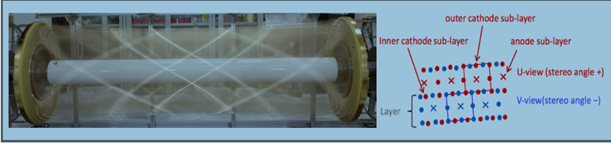 outer cathode sub-layer
Inner cathode sub-layer
anode sub-layer
U-view (stereo angle +)
V-view(stereo angle −)
Layer